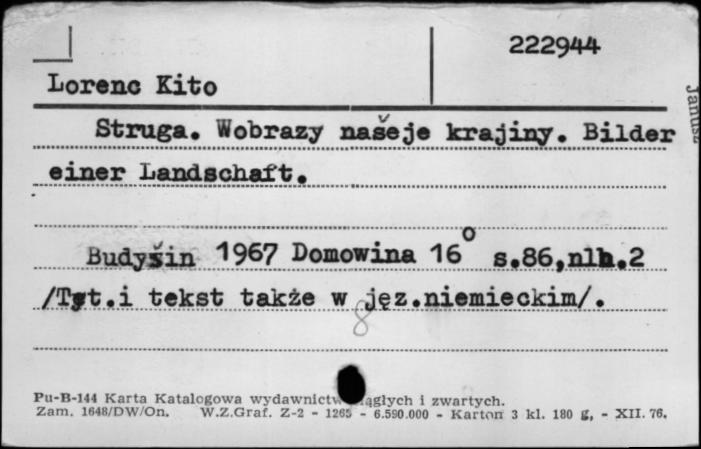 222944
Lorenc Kito
Struga. Wobrazy našeje krajiny. Bilder
einer Landschaft.
Budyšin 1967 Domowina 16° s.86,nlb.2
/Tyt.i tekst także w jęz.niemieckim/.
8
Pu-B-144 Karta Katalogowa wydawnictw ciągłych i zwartych.
Zam. 1648/DW/On. W.Z.Graf. Z-2 - 1265 - 6.590.000 - Karton 3 kl. 180 g, - XII. 76.
Janusz